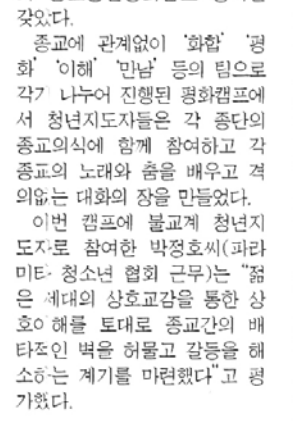 갖었다.
종교에 관계없이 '화합' '평
화' '이해' '만남' 등의 팀으로
각기 나누어 진행된 평화캠프에
서 청년지도자들은 각 종단의
종교의식에 함께 참여하고 각
종교의 노래와 춤을 배우고 격
의없는 대화의 장을 만들었다.
이번 캠프에 불교계 청년지
도자로 참여한 박정호씨(파라
미타 청소년 협회 근무)는 "젊
은 세대의 상호교감을 통한 상
호이해를 토대로 종교간의 배
타적인 벽을 허물고 갈등을 해
소하는 계기를 마련했다"고 평
가했다.